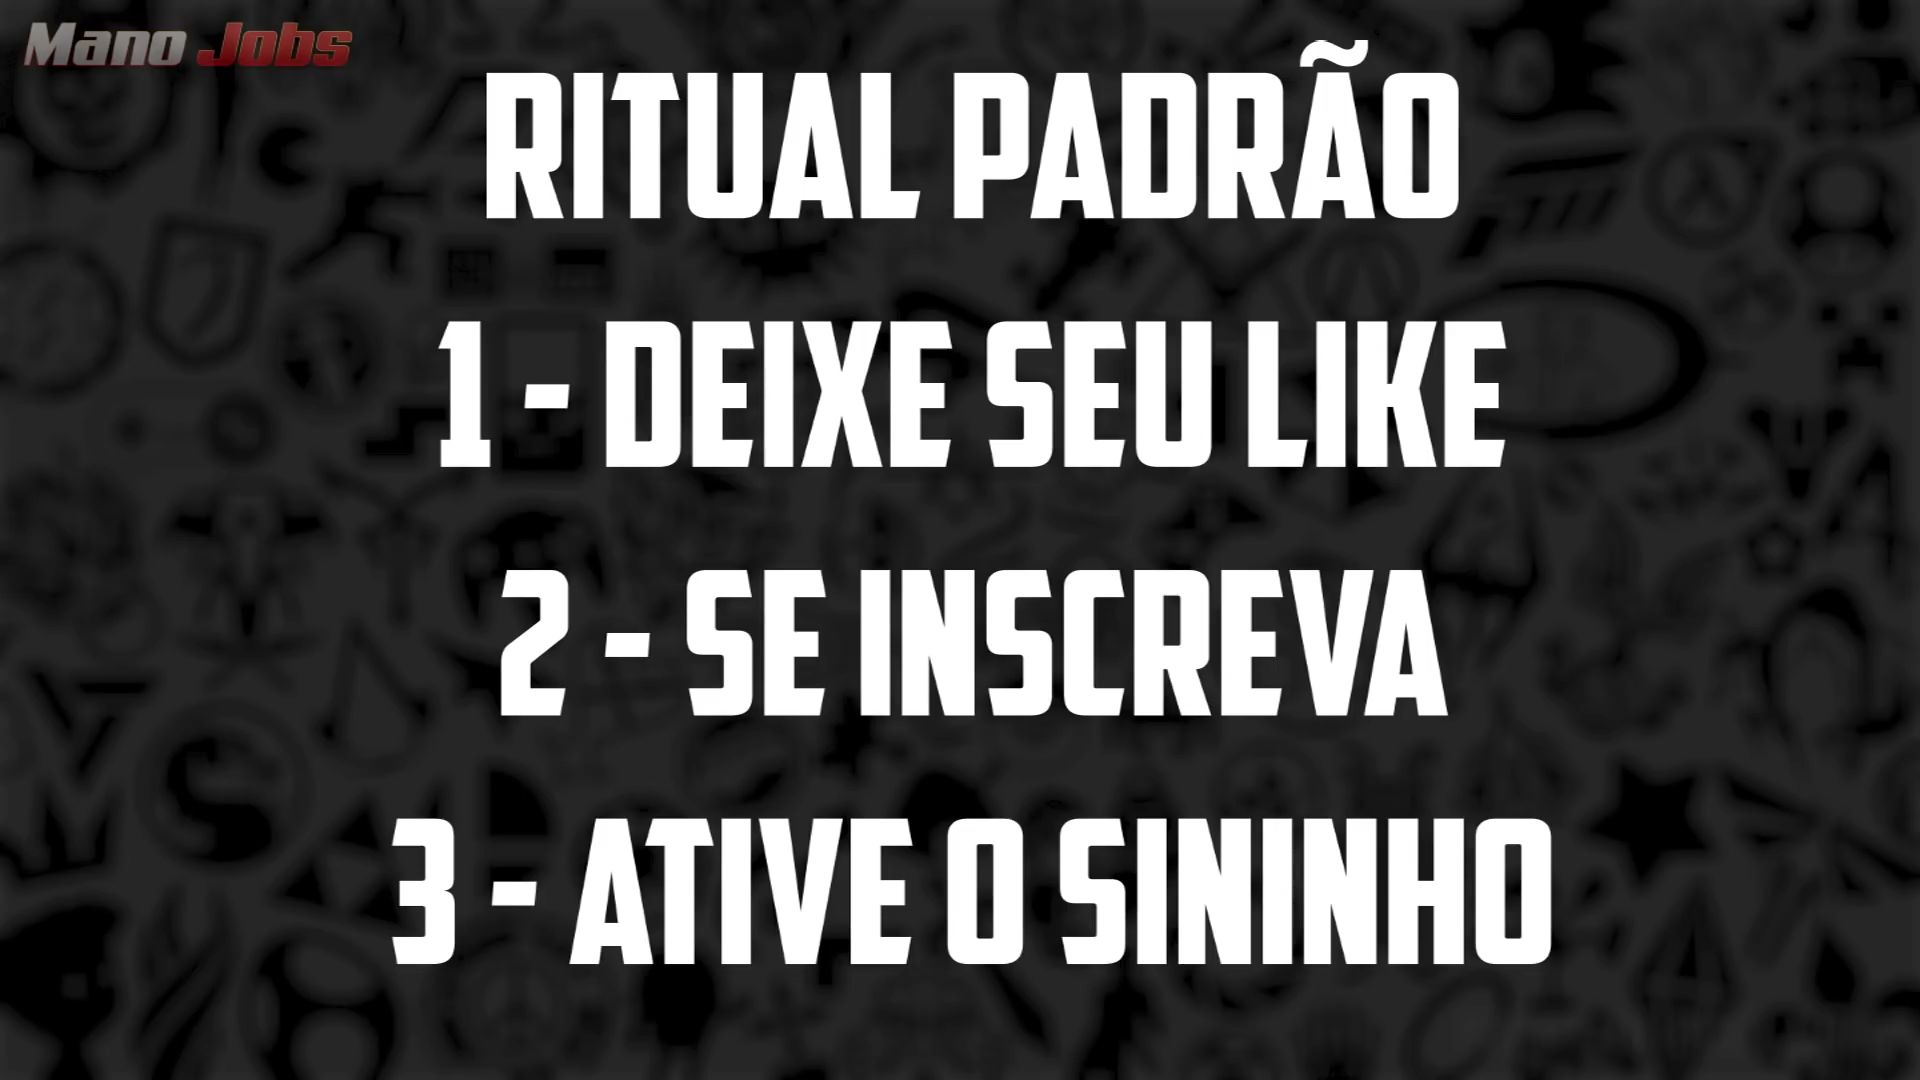 Mano Jobs
RITUAL PADRÃO
1 - DEIXE SEU LIKE
2 - SE INSCREVA
3 - ATIVE O SININHO